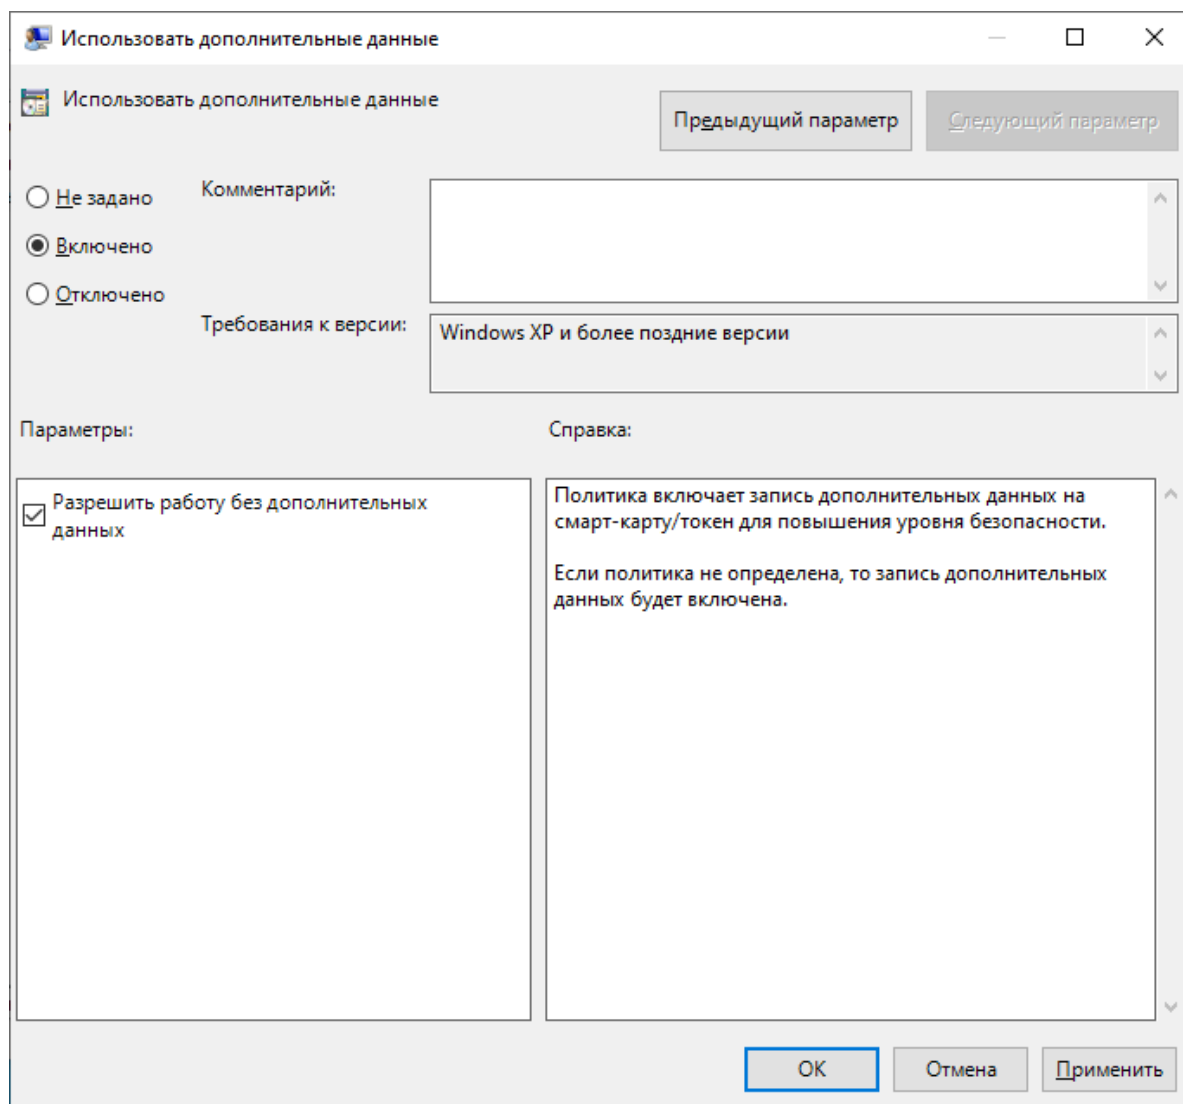 Использовать дополнительные данные
Использовать дополнительные данные
Предыдущий параметр
Следующий параметр
Не задано
Включено
Отключено
Комментарий:
Требования к версии:
Windows XP и более поздние версии
Параметры:
Справка:
Разрешить работу без дополнительных
данных
Политика включает запись дополнительных данных на
смарт-карту/токен для повышения уровня безопасности.
Если политика не определена, то запись дополнительных
данных будет включена.
ОК
Отмена
Применить